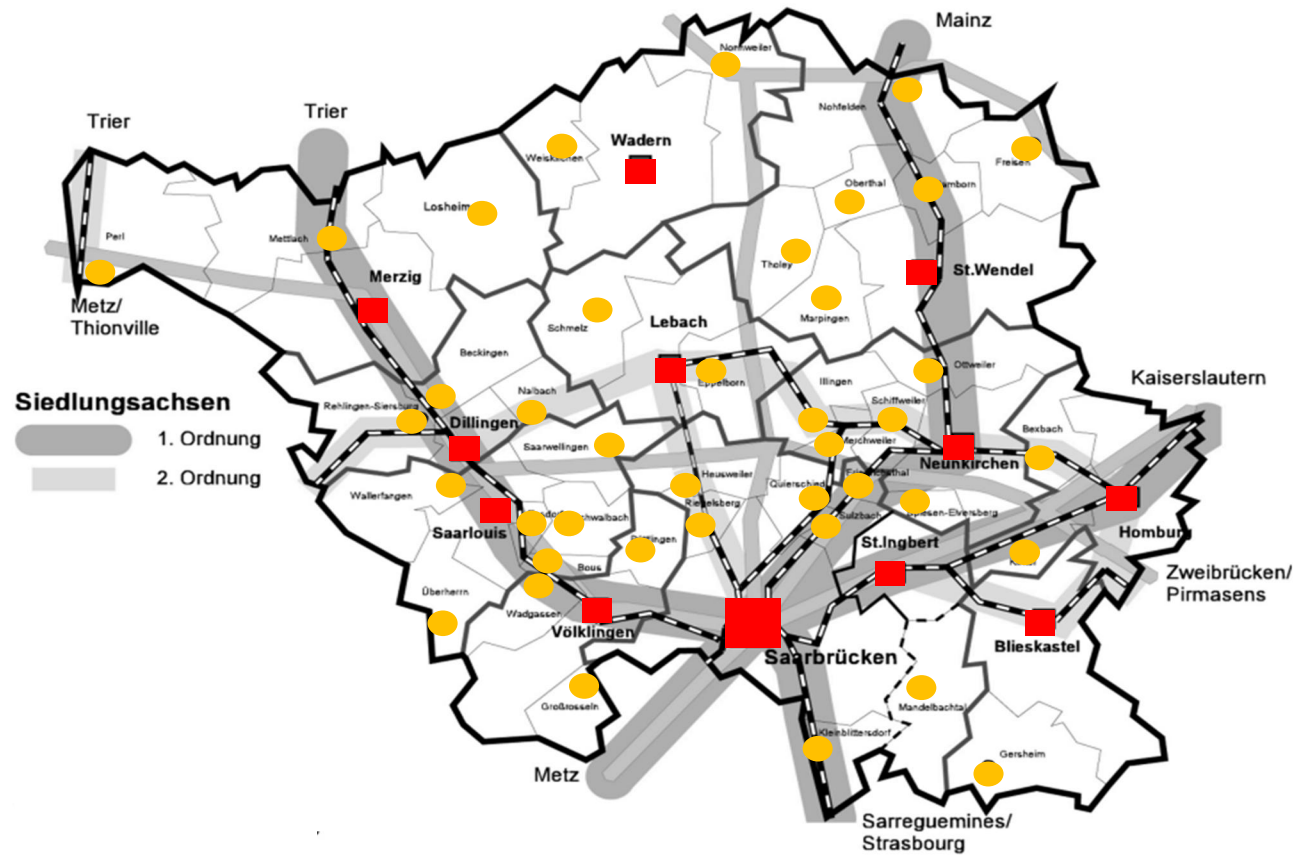 Mainz
Nonnweiler
Trier
Trier
Nohfelden
Wadern
Weiskirchen
Freisen
Oberthal
Losheim
Perl
Mettlach
Tholey
St.Wendel
Merzig
Metz/
Thionville
Marpingen
Lebach
Schmelz
Beckingen
Ottweiler
Kaiserslautern
Eppelborn
Illingen
Nalbach
Siedlungsachsen
1. Ordnung
2. Ordnung
Rehlingen-Siersburg
Schiffweiler
Dillingen
Bexbach
Saarwellingen
Merchweiler
Neunkirchen
Heusweiler
Quierschied
Wallerfangen
Riegelsberg
Sulzbach
Saarlouis
Homburg
St.Ingbert
Bous
Zweibrücken/
Pirmasens
Überherrn
Wadgassen
Völklingen
Blieskastel
Saarbrücken
Großrosseln
Mandelbachtal
Kleinblittersdorf
Gersheim
Metz
Sarreguemines/
Strasbourg